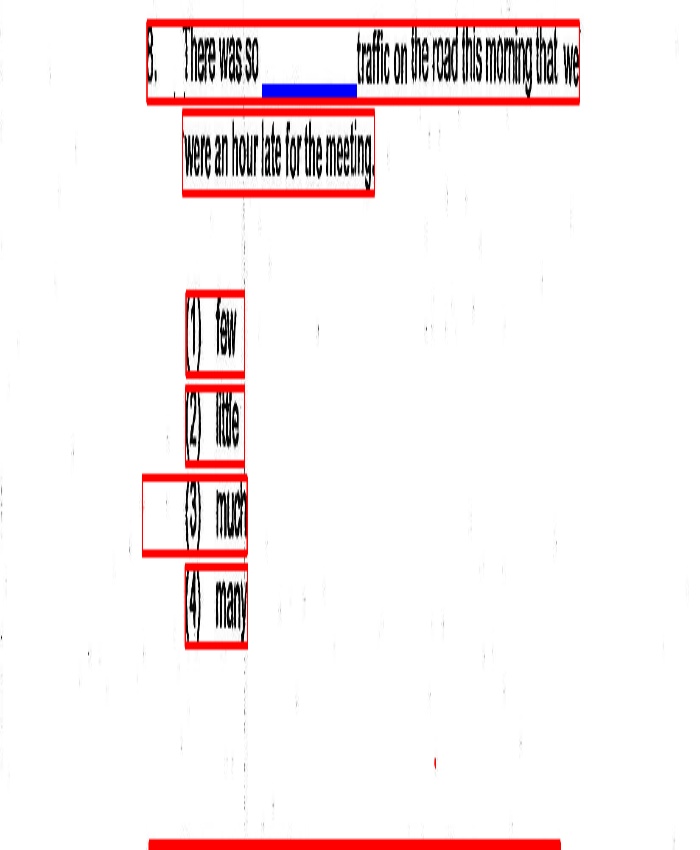 8. There was so ________ traffic on the road this morning that we
were an hour late for the meeting.
(1) few
(2) little
(3) much
(4) many